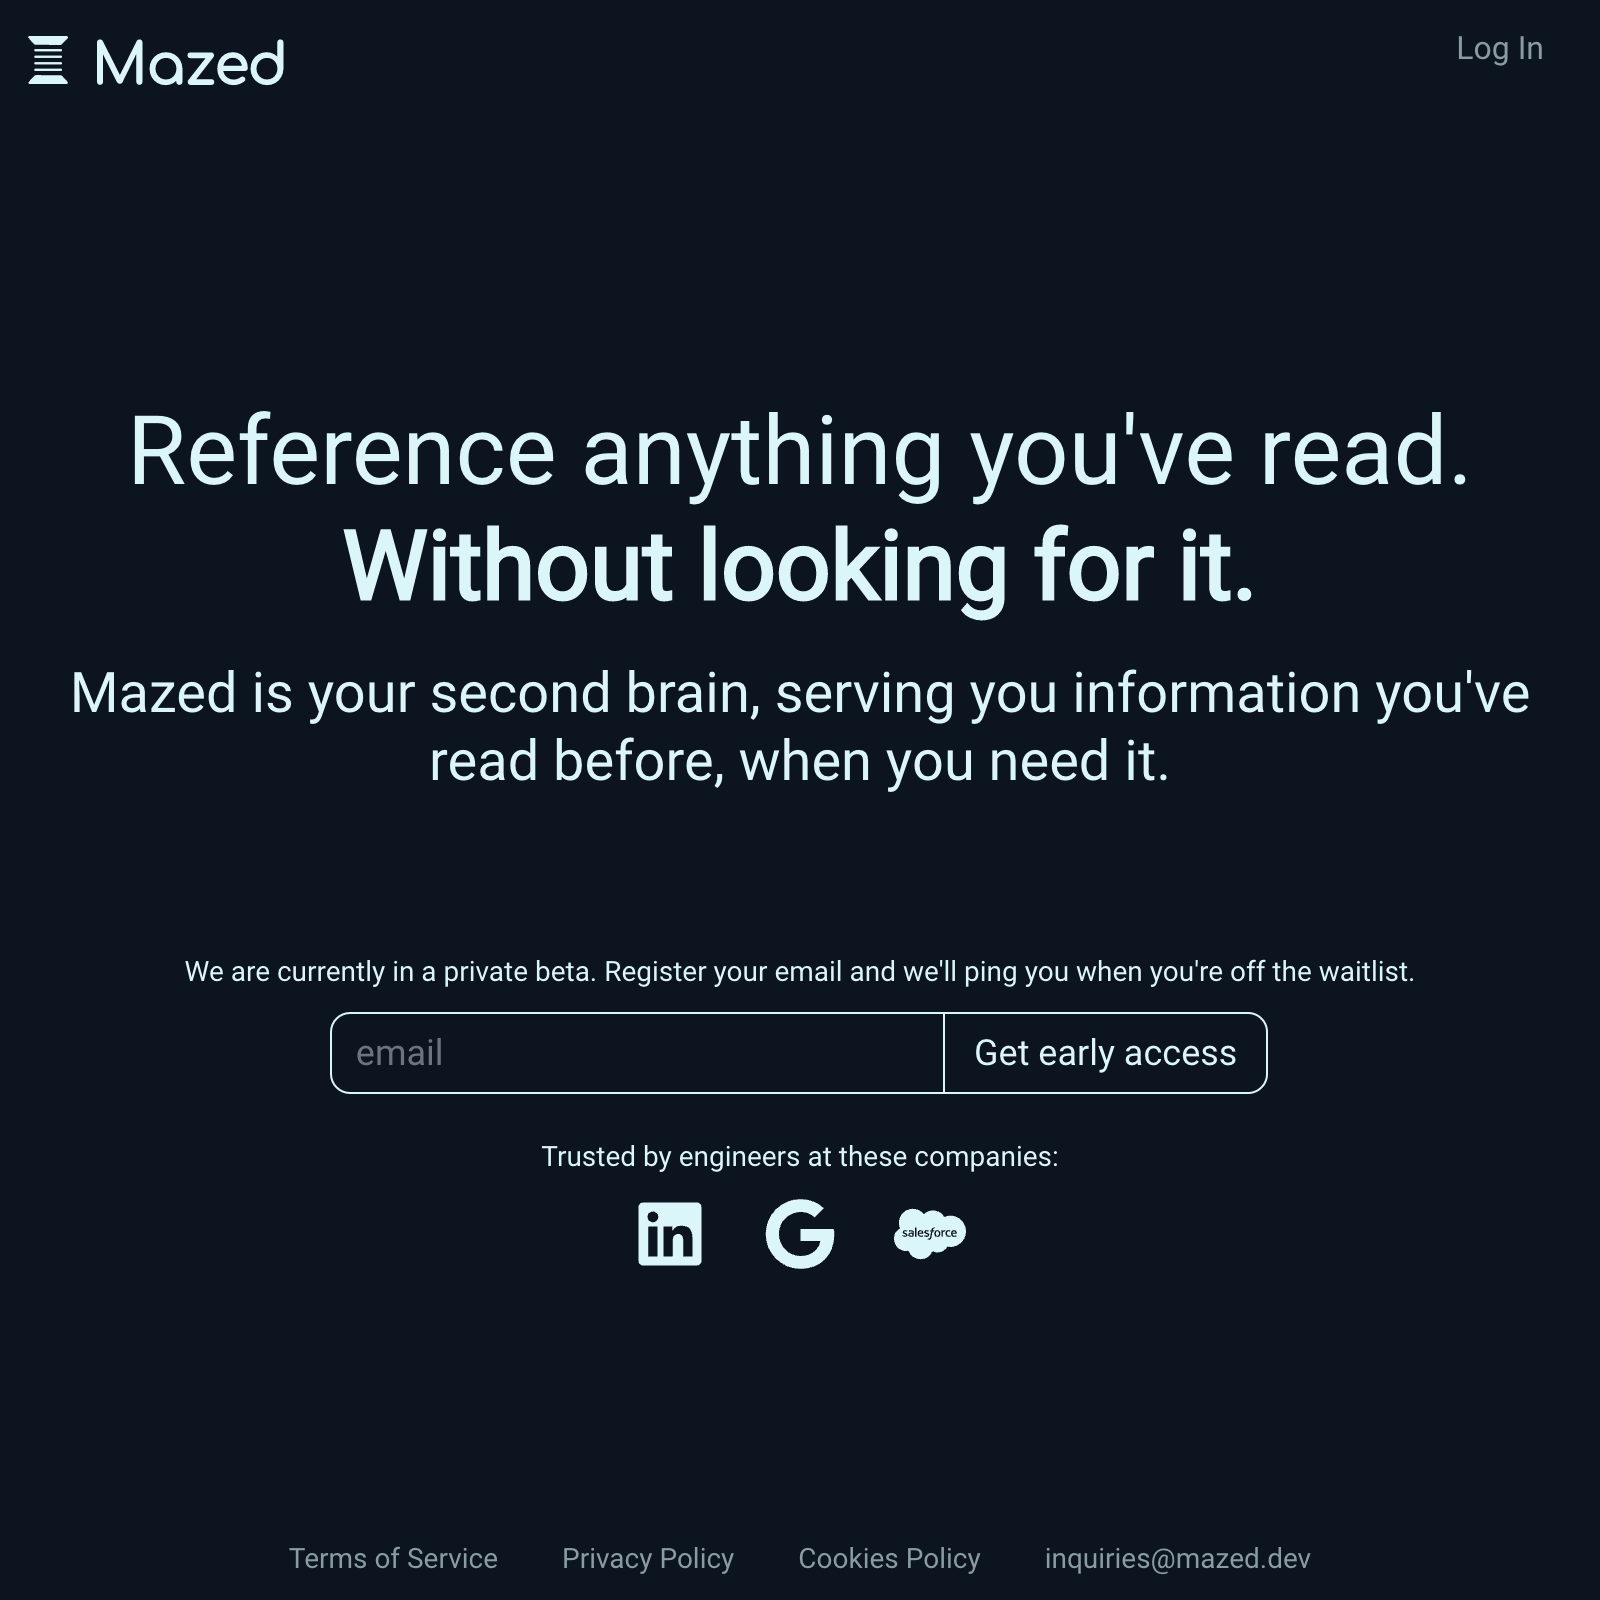 Mazed
Log In
Reference anything you've read.
Without looking for it.
Mazed is your second brain, serving you information you've
read before, when you need it.
We are currently in a private beta. Register your email and we'll ping you when you're off the waitlist.
email
Get early access
Trusted by engineers at these companies:
in
G
salesforce
Terms of Service
Privacy Policy
Cookies Policy
inquiries@mazed.dev